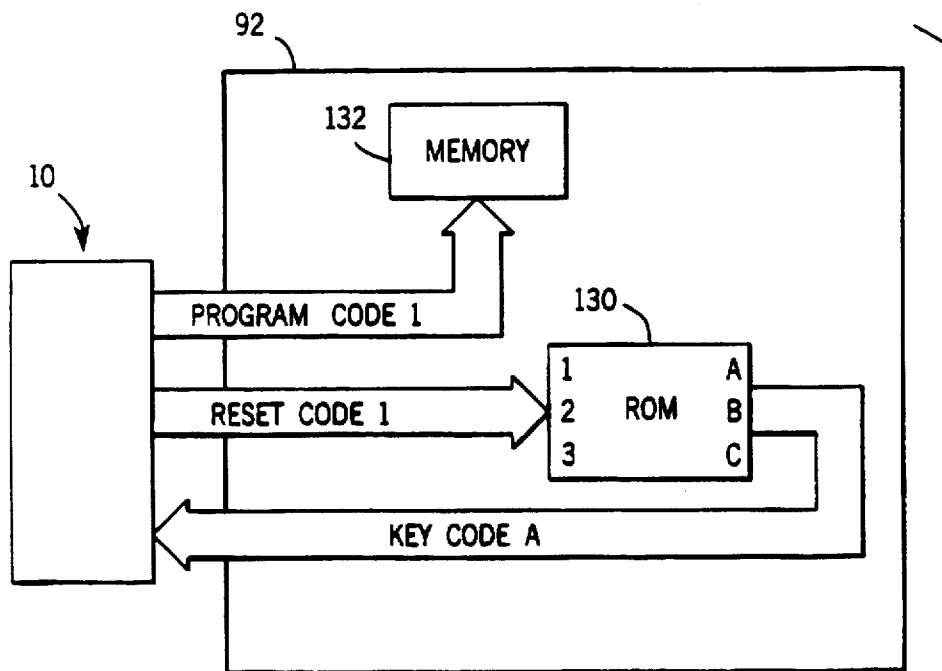 92
132
MEMORY
10
PROGRAM CODE 1
130
1 A
RESET CODE 1
2 ROM B
3 C
KEY CODE A